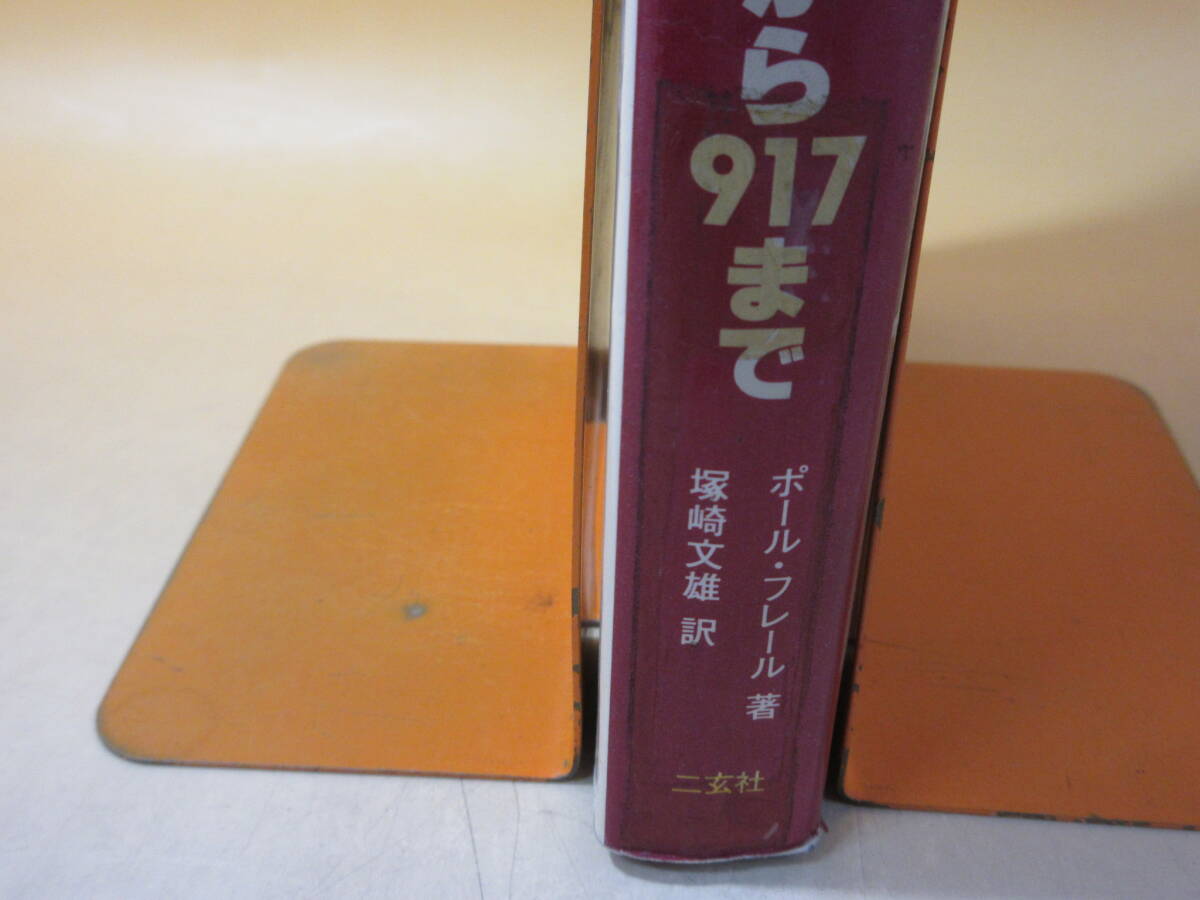 から
917
まで
ポール・フレール 著
塚崎文雄 訳
二玄社